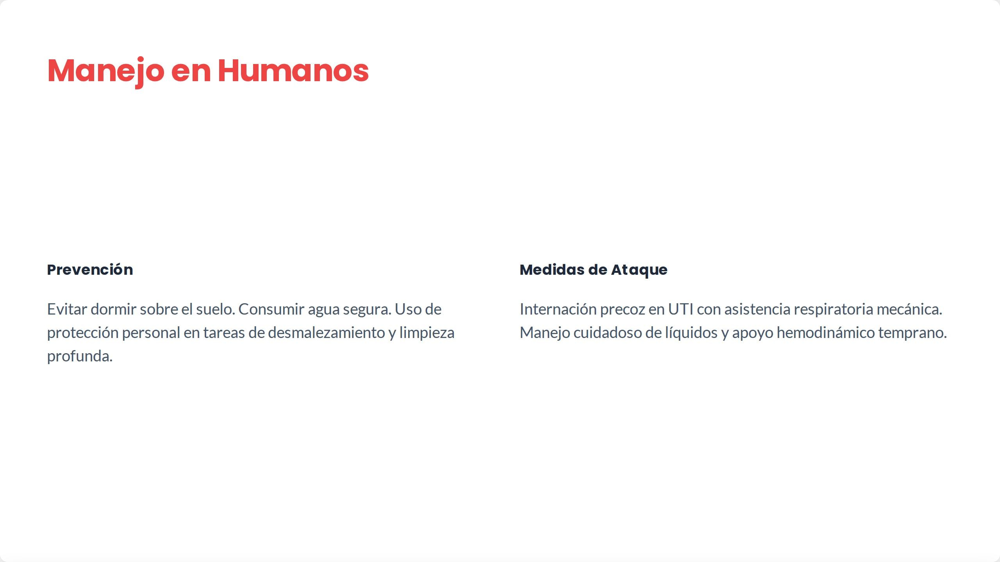 Manejo en Humanos
Prevención
Evitar dormir sobre el suelo. Consumir agua segura. Uso de
protección personal en tareas de desmalezamiento y limpieza
profunda.
Medidas de Ataque
Internación precoz en UTI con asistencia respiratoria mecánica.
Manejo cuidadoso de líquidos y apoyo hemodinámico temprano.